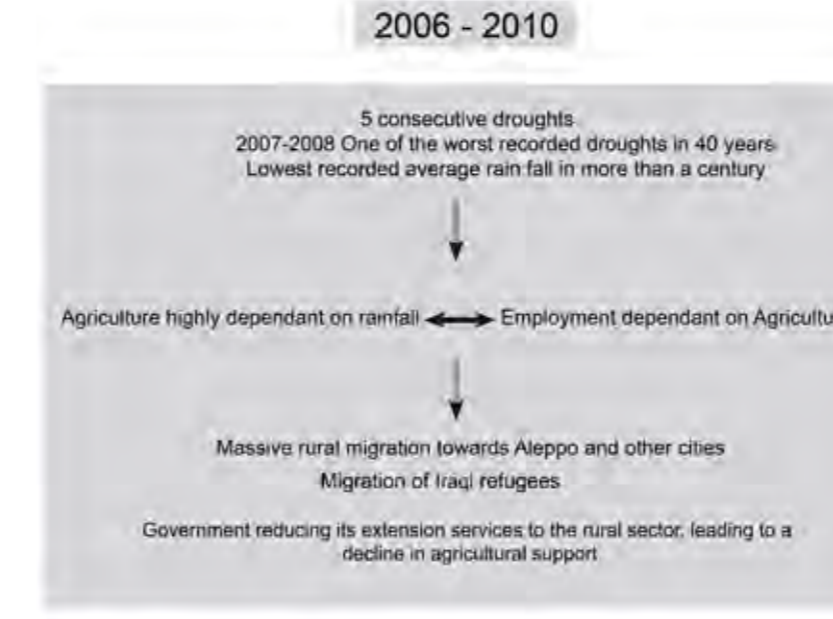 2006 - 2010
5 consecutive droughts
2007-2008 One of the worst recorded droughts in 40 years
Lowest recorded average rain fall in more than a century
Agriculture highly dependant on rainfall Employment dependant on Agricultu
Massive rural migration towards Aleppo and other cities
Migration of Iraqi refugees
Government reducing its extension services to the rural sector, leading to a
decline in agricultural support